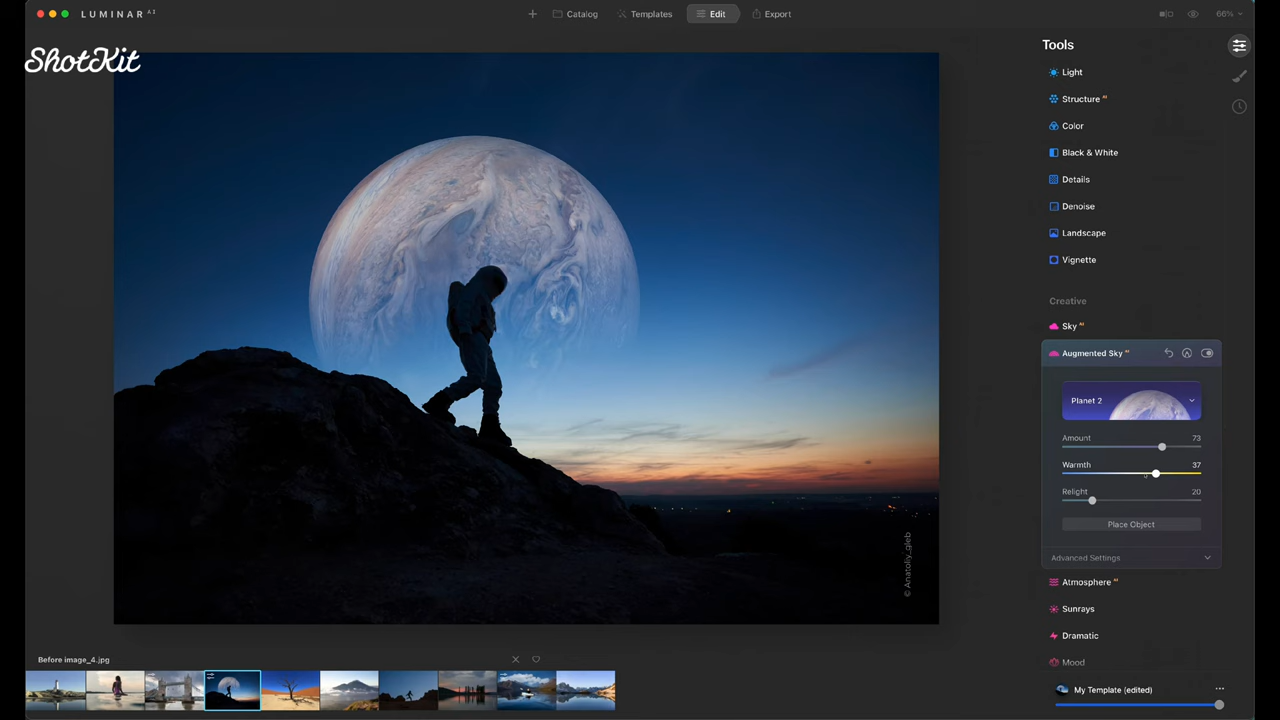 LUMINAR AI
Catalog
Templates
Edit
Export
66%
ShotKit
Tools
Light
Structure AI
Color
Black & White
Details
Denoise
Landscape
Vignette
Creative
Sky AI
Augmented Sky AI
Planet 2
Amount 73
Warmth 37
Relight 20
Place Object
Advanced Settings
Atmosphere AI
Sunrays
Dramatic
Mood
© Anatoliy_gleb
Before image_4.jpg
My Template (edited)